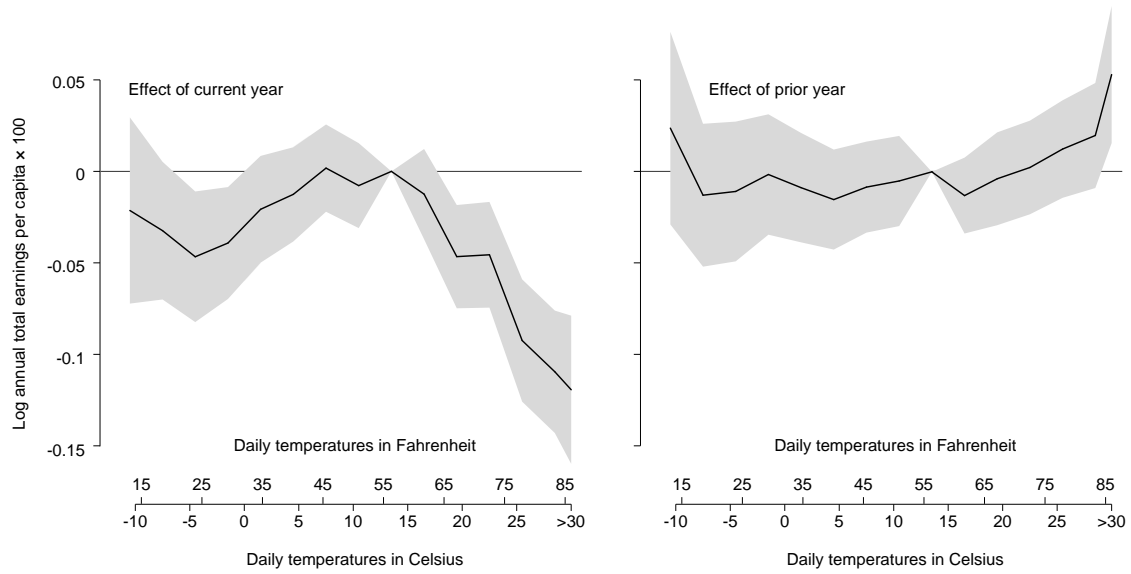 Effect of current year
Effect of prior year
Log annual total earnings per capita × 100
0.05
0
-0.05
-0.1
-0.15
Daily temperatures in Fahrenheit
Daily temperatures in Fahrenheit
15 25 35 45 55 65 75 85
15 25 35 45 55 65 75 85
-10 -5 0 5 10 15 20 25 >30
-10 -5 0 5 10 15 20 25 >30
Daily temperatures in Celsius
Daily temperatures in Celsius